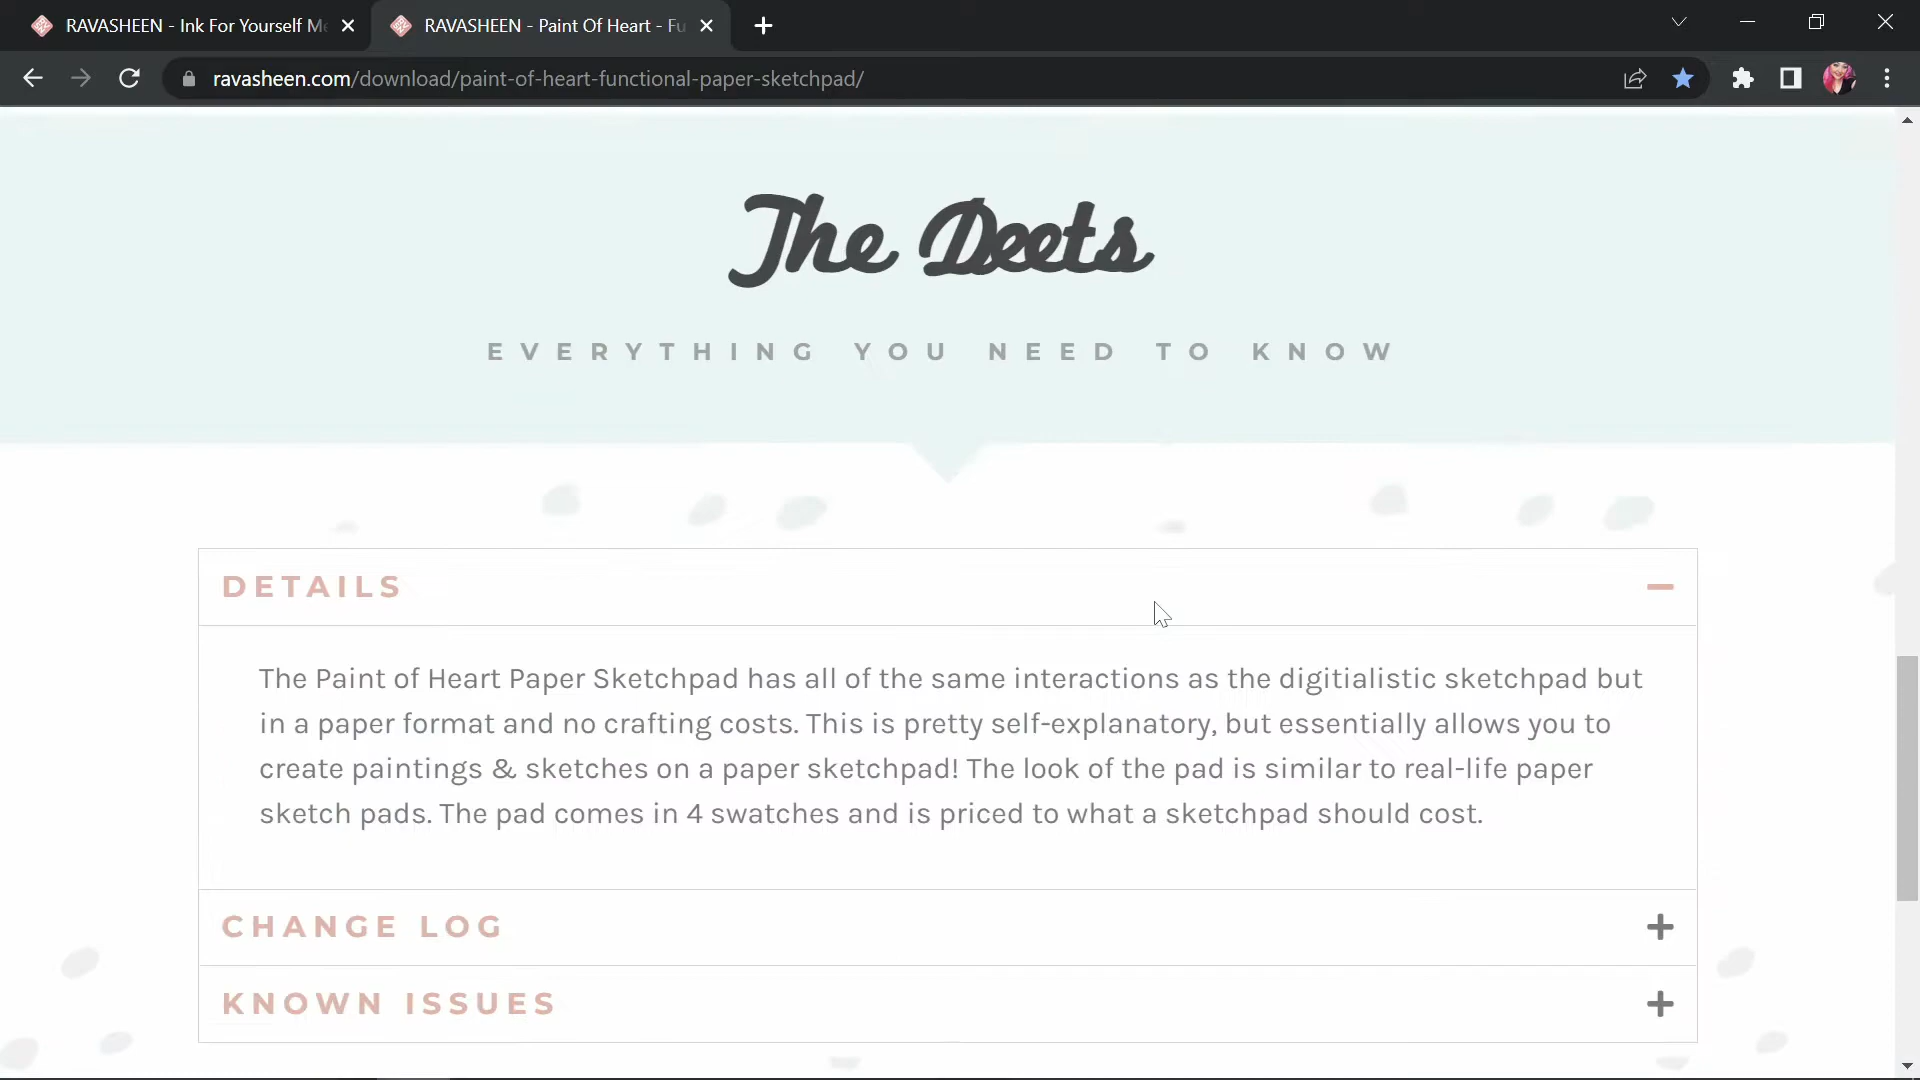 RAVASHEEN - Ink For Yourself Me
RAVASHEEN - Paint Of Heart - Fu
ravasheen.com/download/paint-of-heart-functional-paper-sketchpad/
The Deets
EVERYTHING YOU NEED TO KNOW
DETAILS
The Paint of Heart Paper Sketchpad has all of the same interactions as the digitialistic sketchpad but
in a paper format and no crafting costs. This is pretty self-explanatory, but essentially allows you to
create paintings & sketches on a paper sketchpad! The look of the pad is similar to real-life paper
sketch pads. The pad comes in 4 swatches and is priced to what a sketchpad should cost.
CHANGE LOG
KNOWN ISSUES